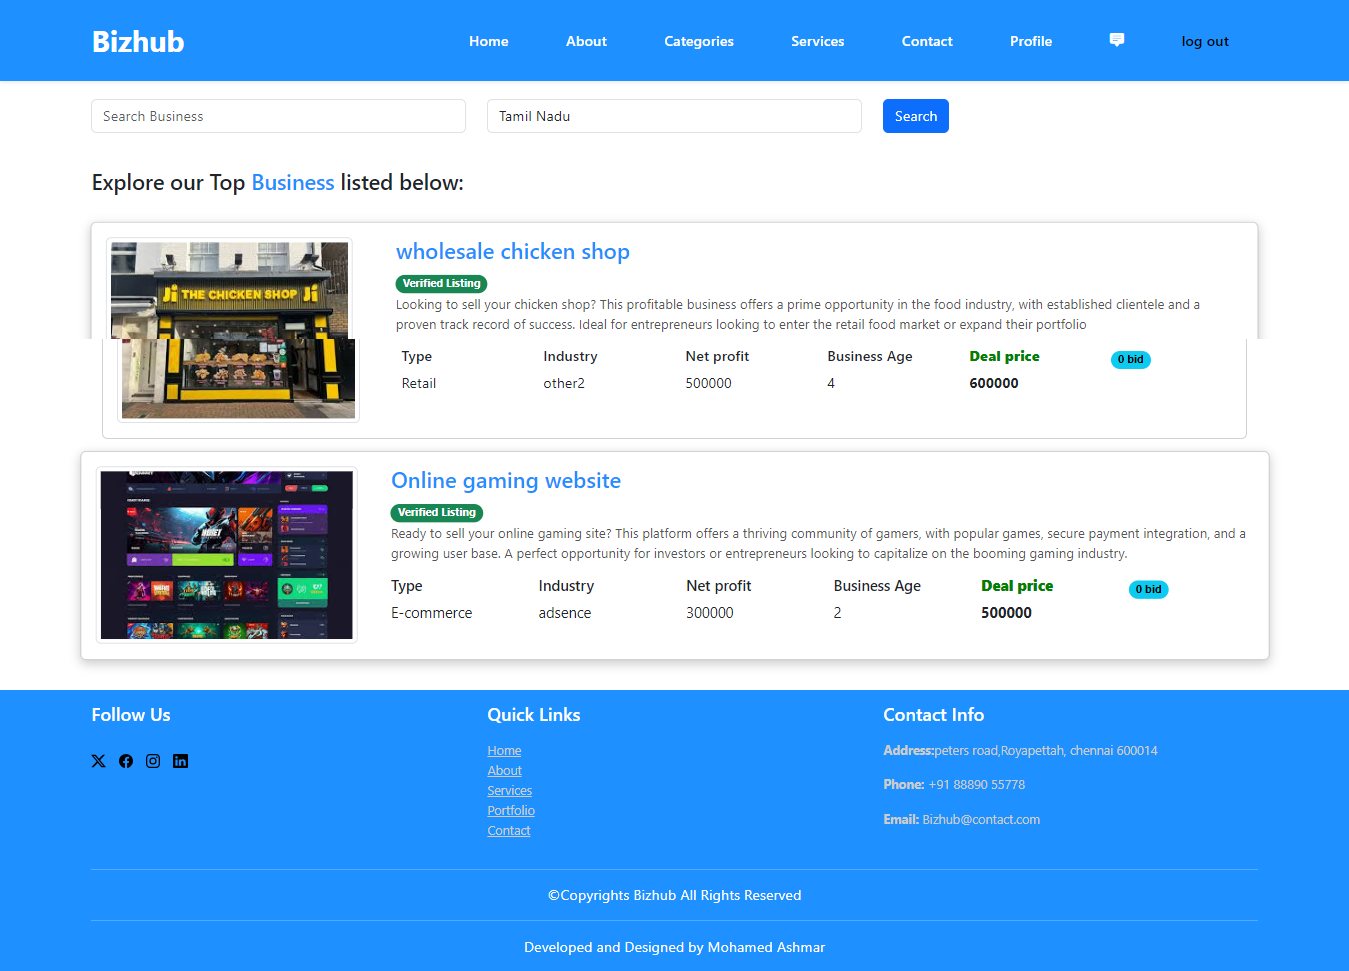 Bizhub
Home About Categories Services Contact Profile log out
Search Business Tamil Nadu Search
Explore our Top Business listed below:
Ji THE CHICKEN SHOP Ji
wholesale chicken shop
Verified Listing
Looking to sell your chicken shop? This profitable business offers a prime opportunity in the food industry, with established clientele and a
proven track record of success. Ideal for entrepreneurs looking to enter the retail food market or expand their portfolio
Type Industry Net profit Business Age Deal price 0 bid
Retail other2 500000 4 600000
Online gaming website
Verified Listing
Ready to sell your online gaming site? This platform offers a thriving community of gamers, with popular games, secure payment integration, and a
growing user base. A perfect opportunity for investors or entrepreneurs looking to capitalize on the booming gaming industry.
Type Industry Net profit Business Age Deal price 0 bid
E-commerce adsence 300000 2 500000
Follow Us
Quick Links
Home
About
Services
Portfolio
Contact
Contact Info
Address:peters road,Royapettah, chennai 600014
Phone: +91 88890 55778
Email: Bizhub@contact.com
©Copyrights Bizhub All Rights Reserved
Developed and Designed by Mohamed Ashmar